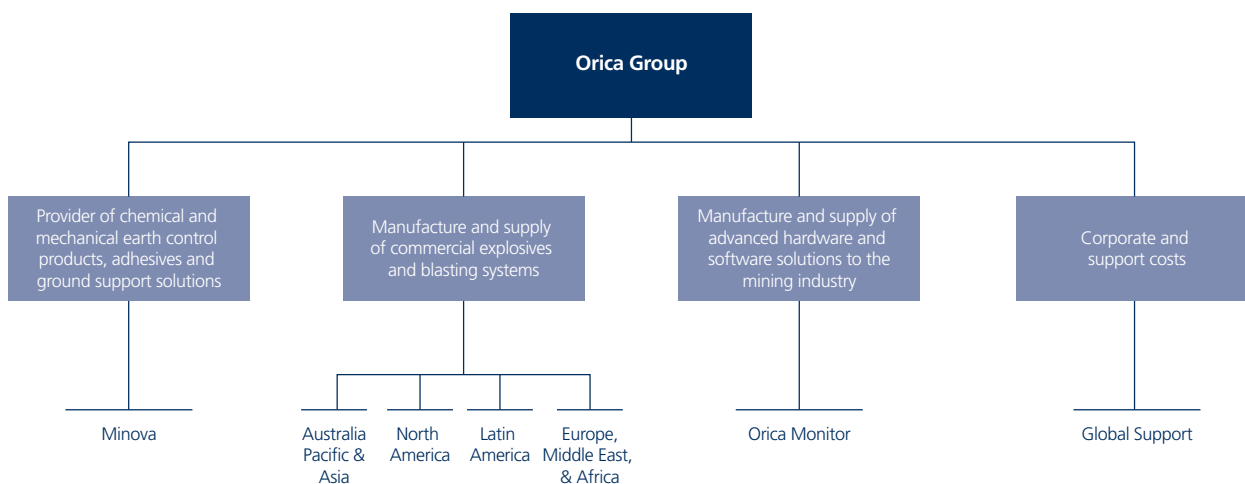 Orica Group
Provider of chemical and
mechanical earth control
products, adhesives and
ground support solutions
Manufacture and supply
of commercial explosives
and blasting systems
Manufacture and supply of
advanced hardware and
software solutions to the
mining industry
Corporate and
support costs
Minova
Australia
Pacific &
Asia
North
America
Latin
America
Europe,
Middle East,
& Africa
Orica Monitor
Global Support